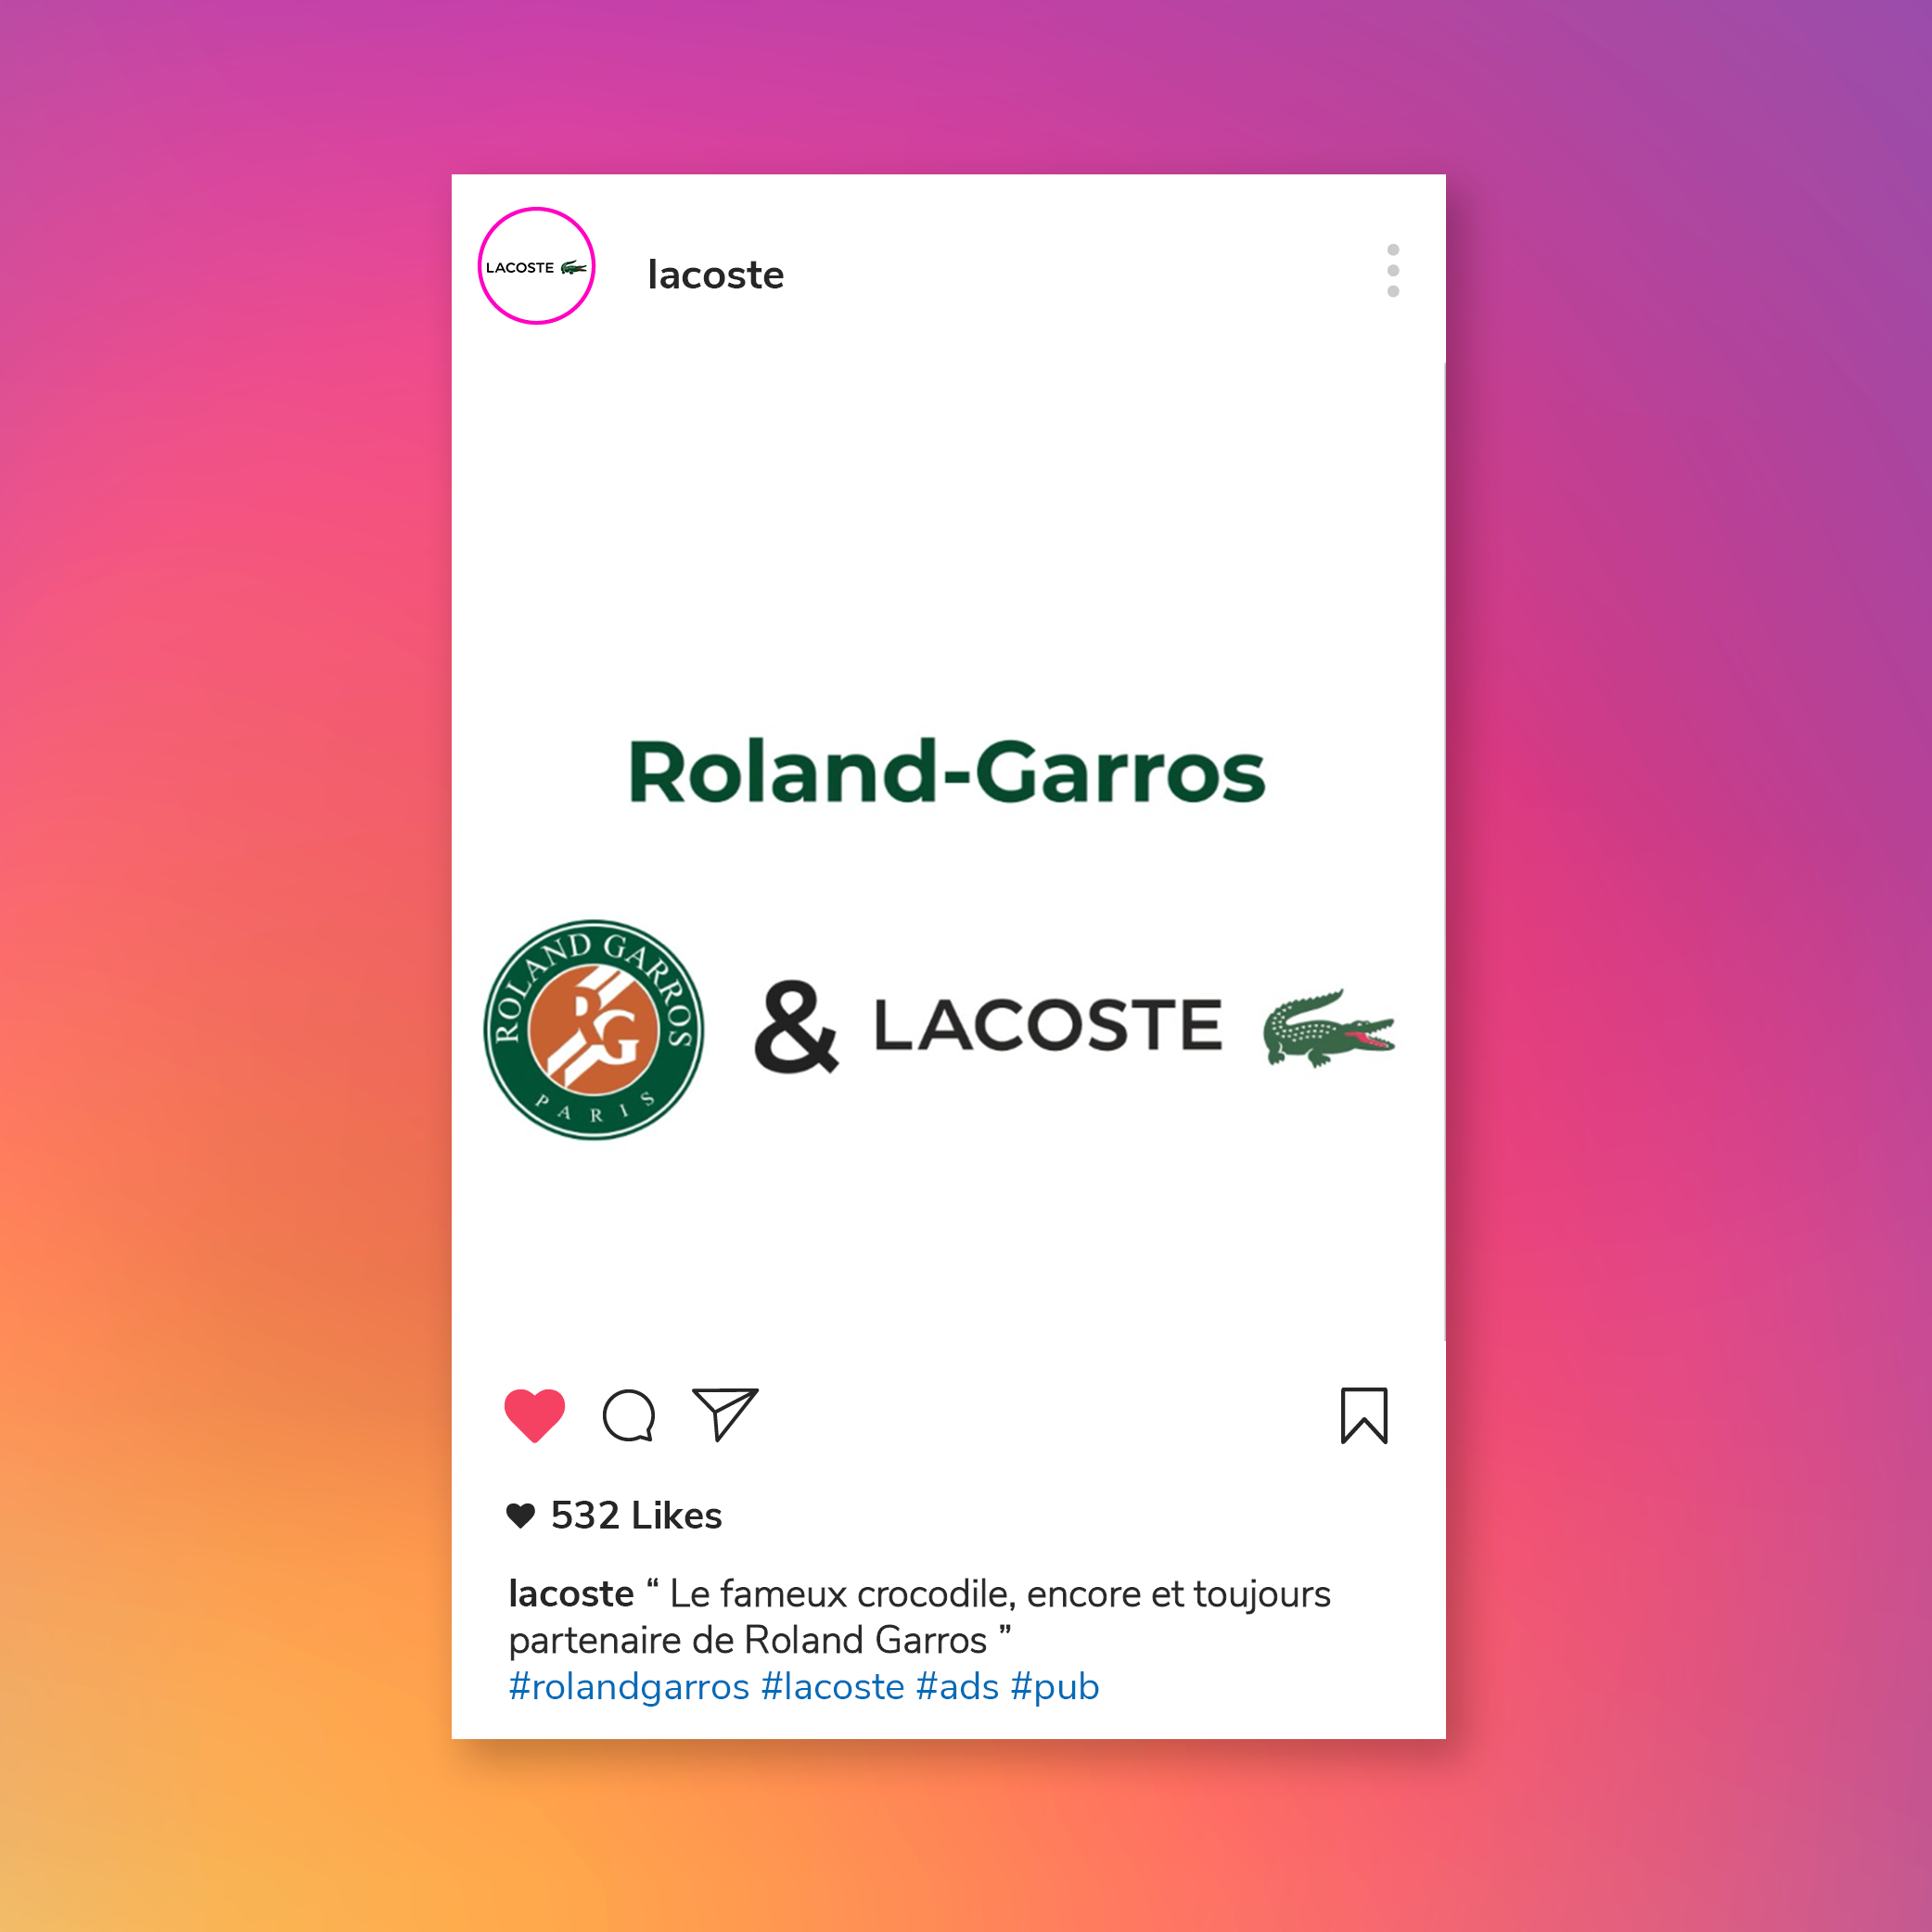 LACOSTE
lacoste
Roland-Garros
ROLAND GARROS
RG
PARIS
& LACOSTE
532 Likes
lacoste “ Le fameux crocodile, encore et toujours
partenaire de Roland Garros ”
#rolandgarros #lacoste #ads #pub